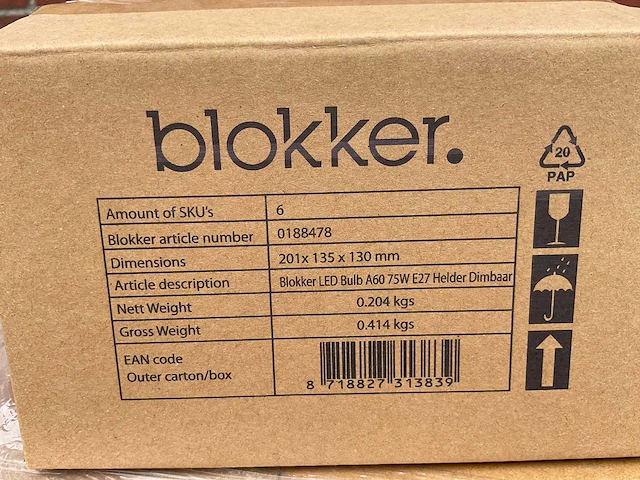 blokker.
20
PAP
Amount of SKU's 6
Blokker article number 0188478
Dimensions 201x 135 x 130 mm
Article description Blokker LED Bulb A60 75W E27 Helder Dimbaar
Nett Weight 0.204 kgs
Gross Weight 0.414 kgs
EAN code
Outer carton/box
8 718827 313839